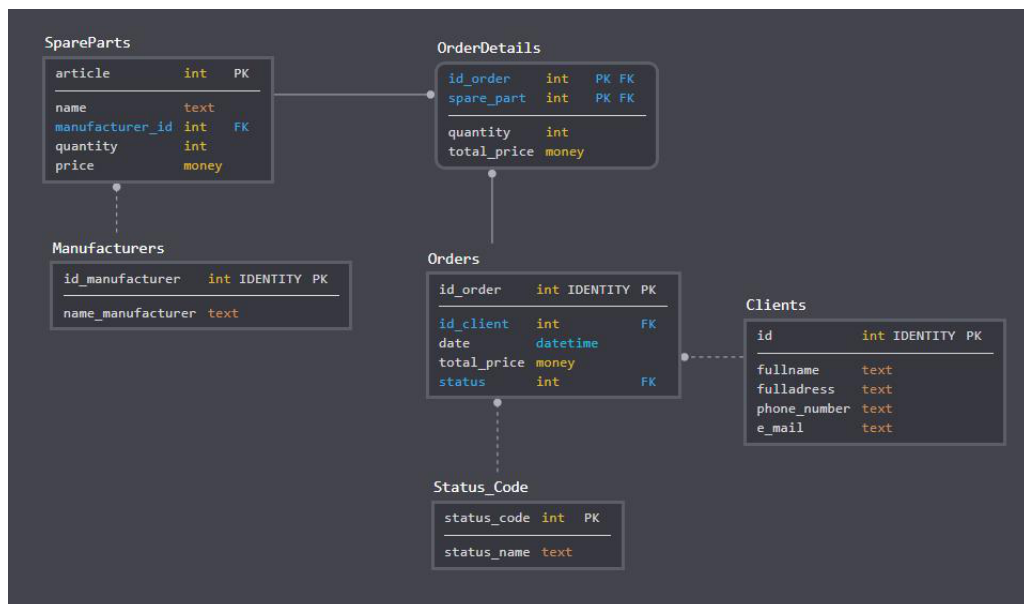 SpareParts
article int PK
name text
manufacturer_id int FK
quantity int
price money
OrderDetails
id_order int PK FK
spare_part int PK FK
quantity int
total_price money
Manufacturers
id_manufacturer int IDENTITY PK
name_manufacturer text
Orders
id_order int IDENTITY PK
id_client int FK
date datetime
total_price money
status int FK
Clients
id int IDENTITY PK
fullname text
fulladress text
phone_number text
e_mail text
Status_Code
status_code int PK
status_name text